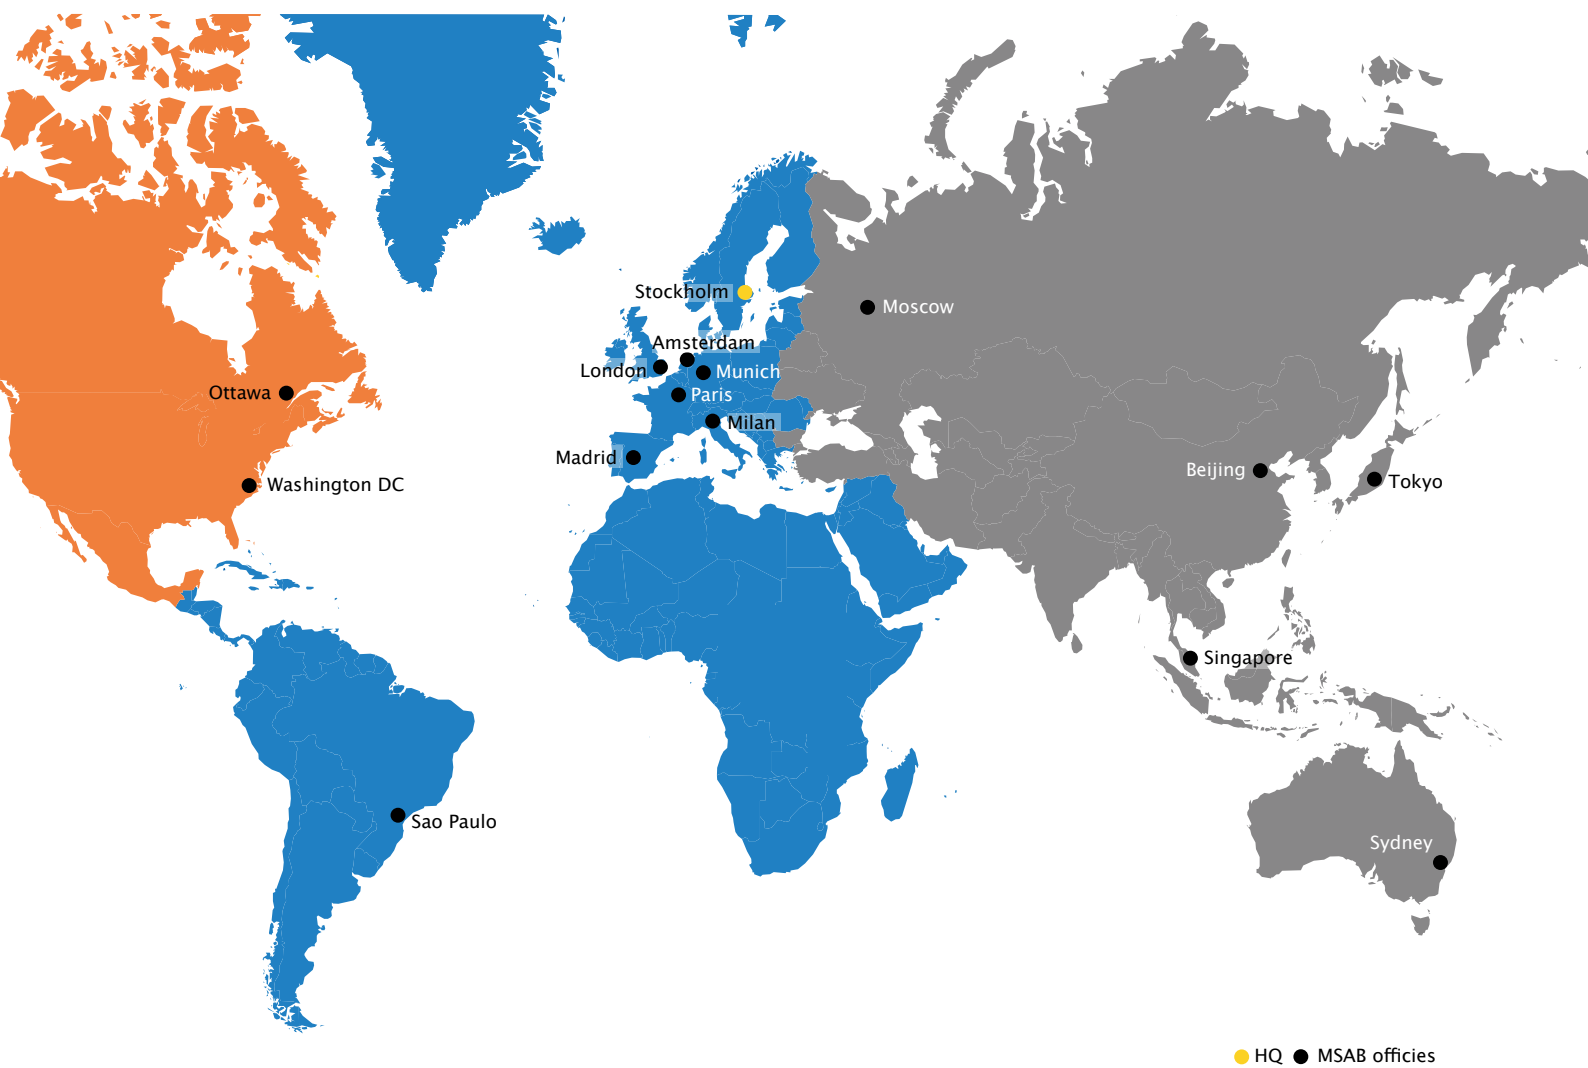 Stockholm
Moscow
Amsterdam
London
Munich
Ottawa
Paris
Milan
Madrid
Beijing
Washington DC
Tokyo
Singapore
Sao Paulo
Sydney
HQ
MSAB officies